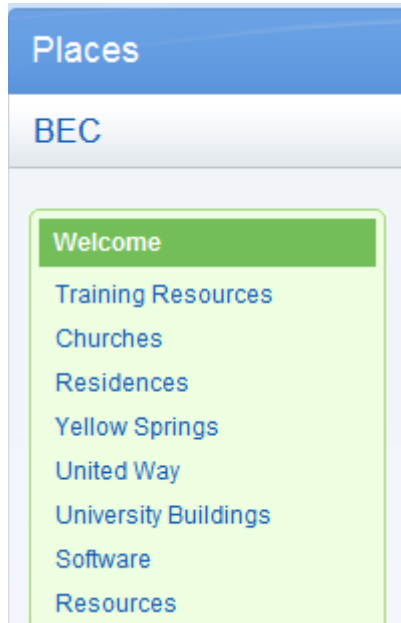 Places
BEC
Welcome
Training Resources
Churches
Residences
Yellow Springs
United Way
University Buildings
Software
Resources